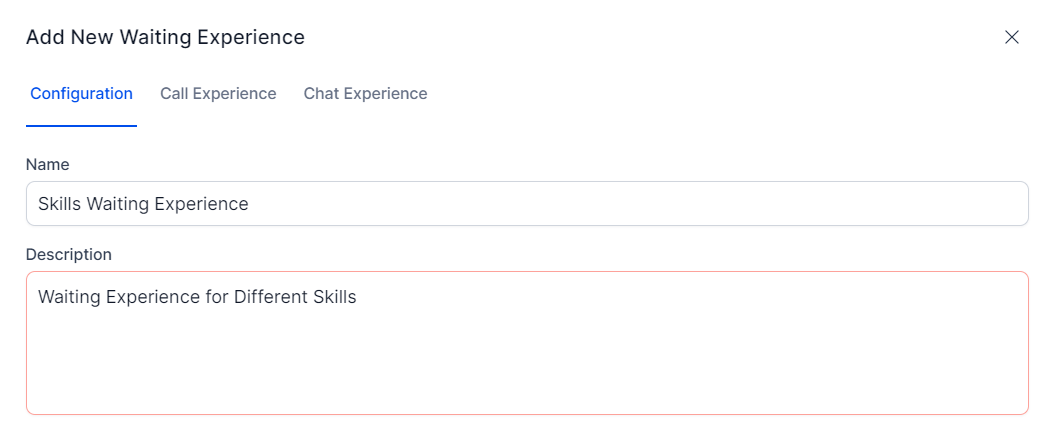 Add New Waiting Experience
Configuration Call Experience Chat Experience
Name
Skills Waiting Experience
Description
Waiting Experience for Different Skills